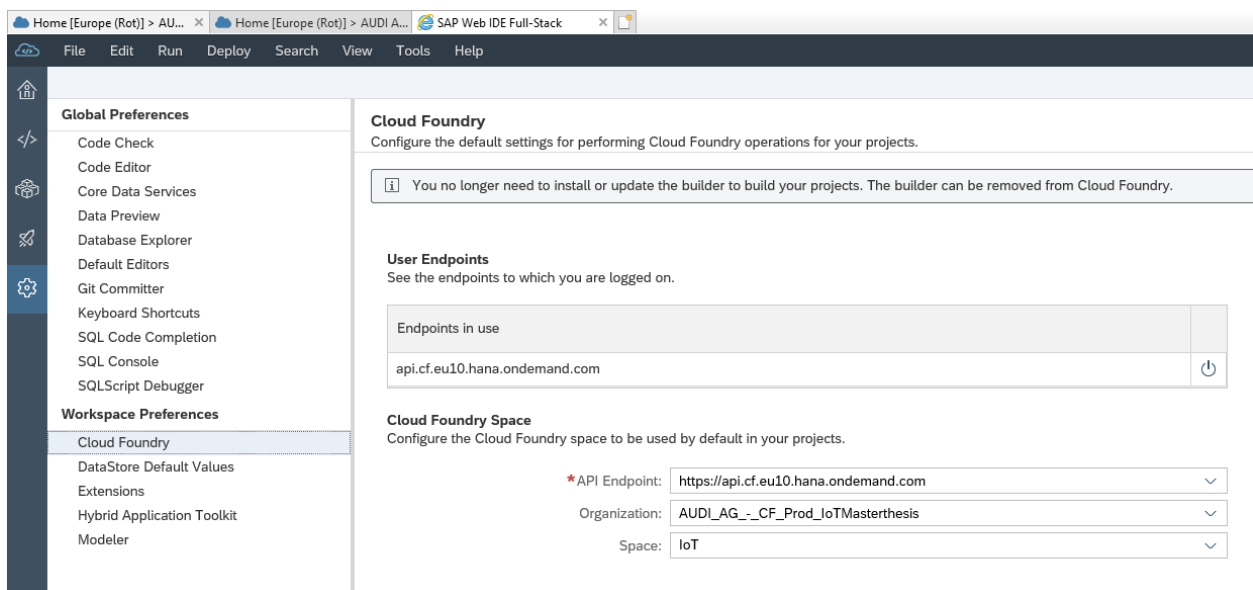 Home [Europe (Rot)] > AU... Home [Europe (Rot)] > AUDI A... SAP Web IDE Full-Stack
File Edit Run Deploy Search View Tools Help
Global Preferences
Code Check
Code Editor
Core Data Services
Data Preview
Database Explorer
Default Editors
Git Committer
Keyboard Shortcuts
SQL Code Completion
SQL Console
SQLScript Debugger
Workspace Preferences
Cloud Foundry
DataStore Default Values
Extensions
Hybrid Application Toolkit
Modeler
Cloud Foundry
Configure the default settings for performing Cloud Foundry operations for your projects.
You no longer need to install or update the builder to build your projects. The builder can be removed from Cloud Foundry.
User Endpoints
See the endpoints to which you are logged on.
Endpoints in use
api.cf.eu10.hana.ondemand.com
Cloud Foundry Space
Configure the Cloud Foundry space to be used by default in your projects.
*API Endpoint: https://api.cf.eu10.hana.ondemand.com
Organization: AUDI_AG_-_CF_Prod_IoTMasterthesis
Space: IoT